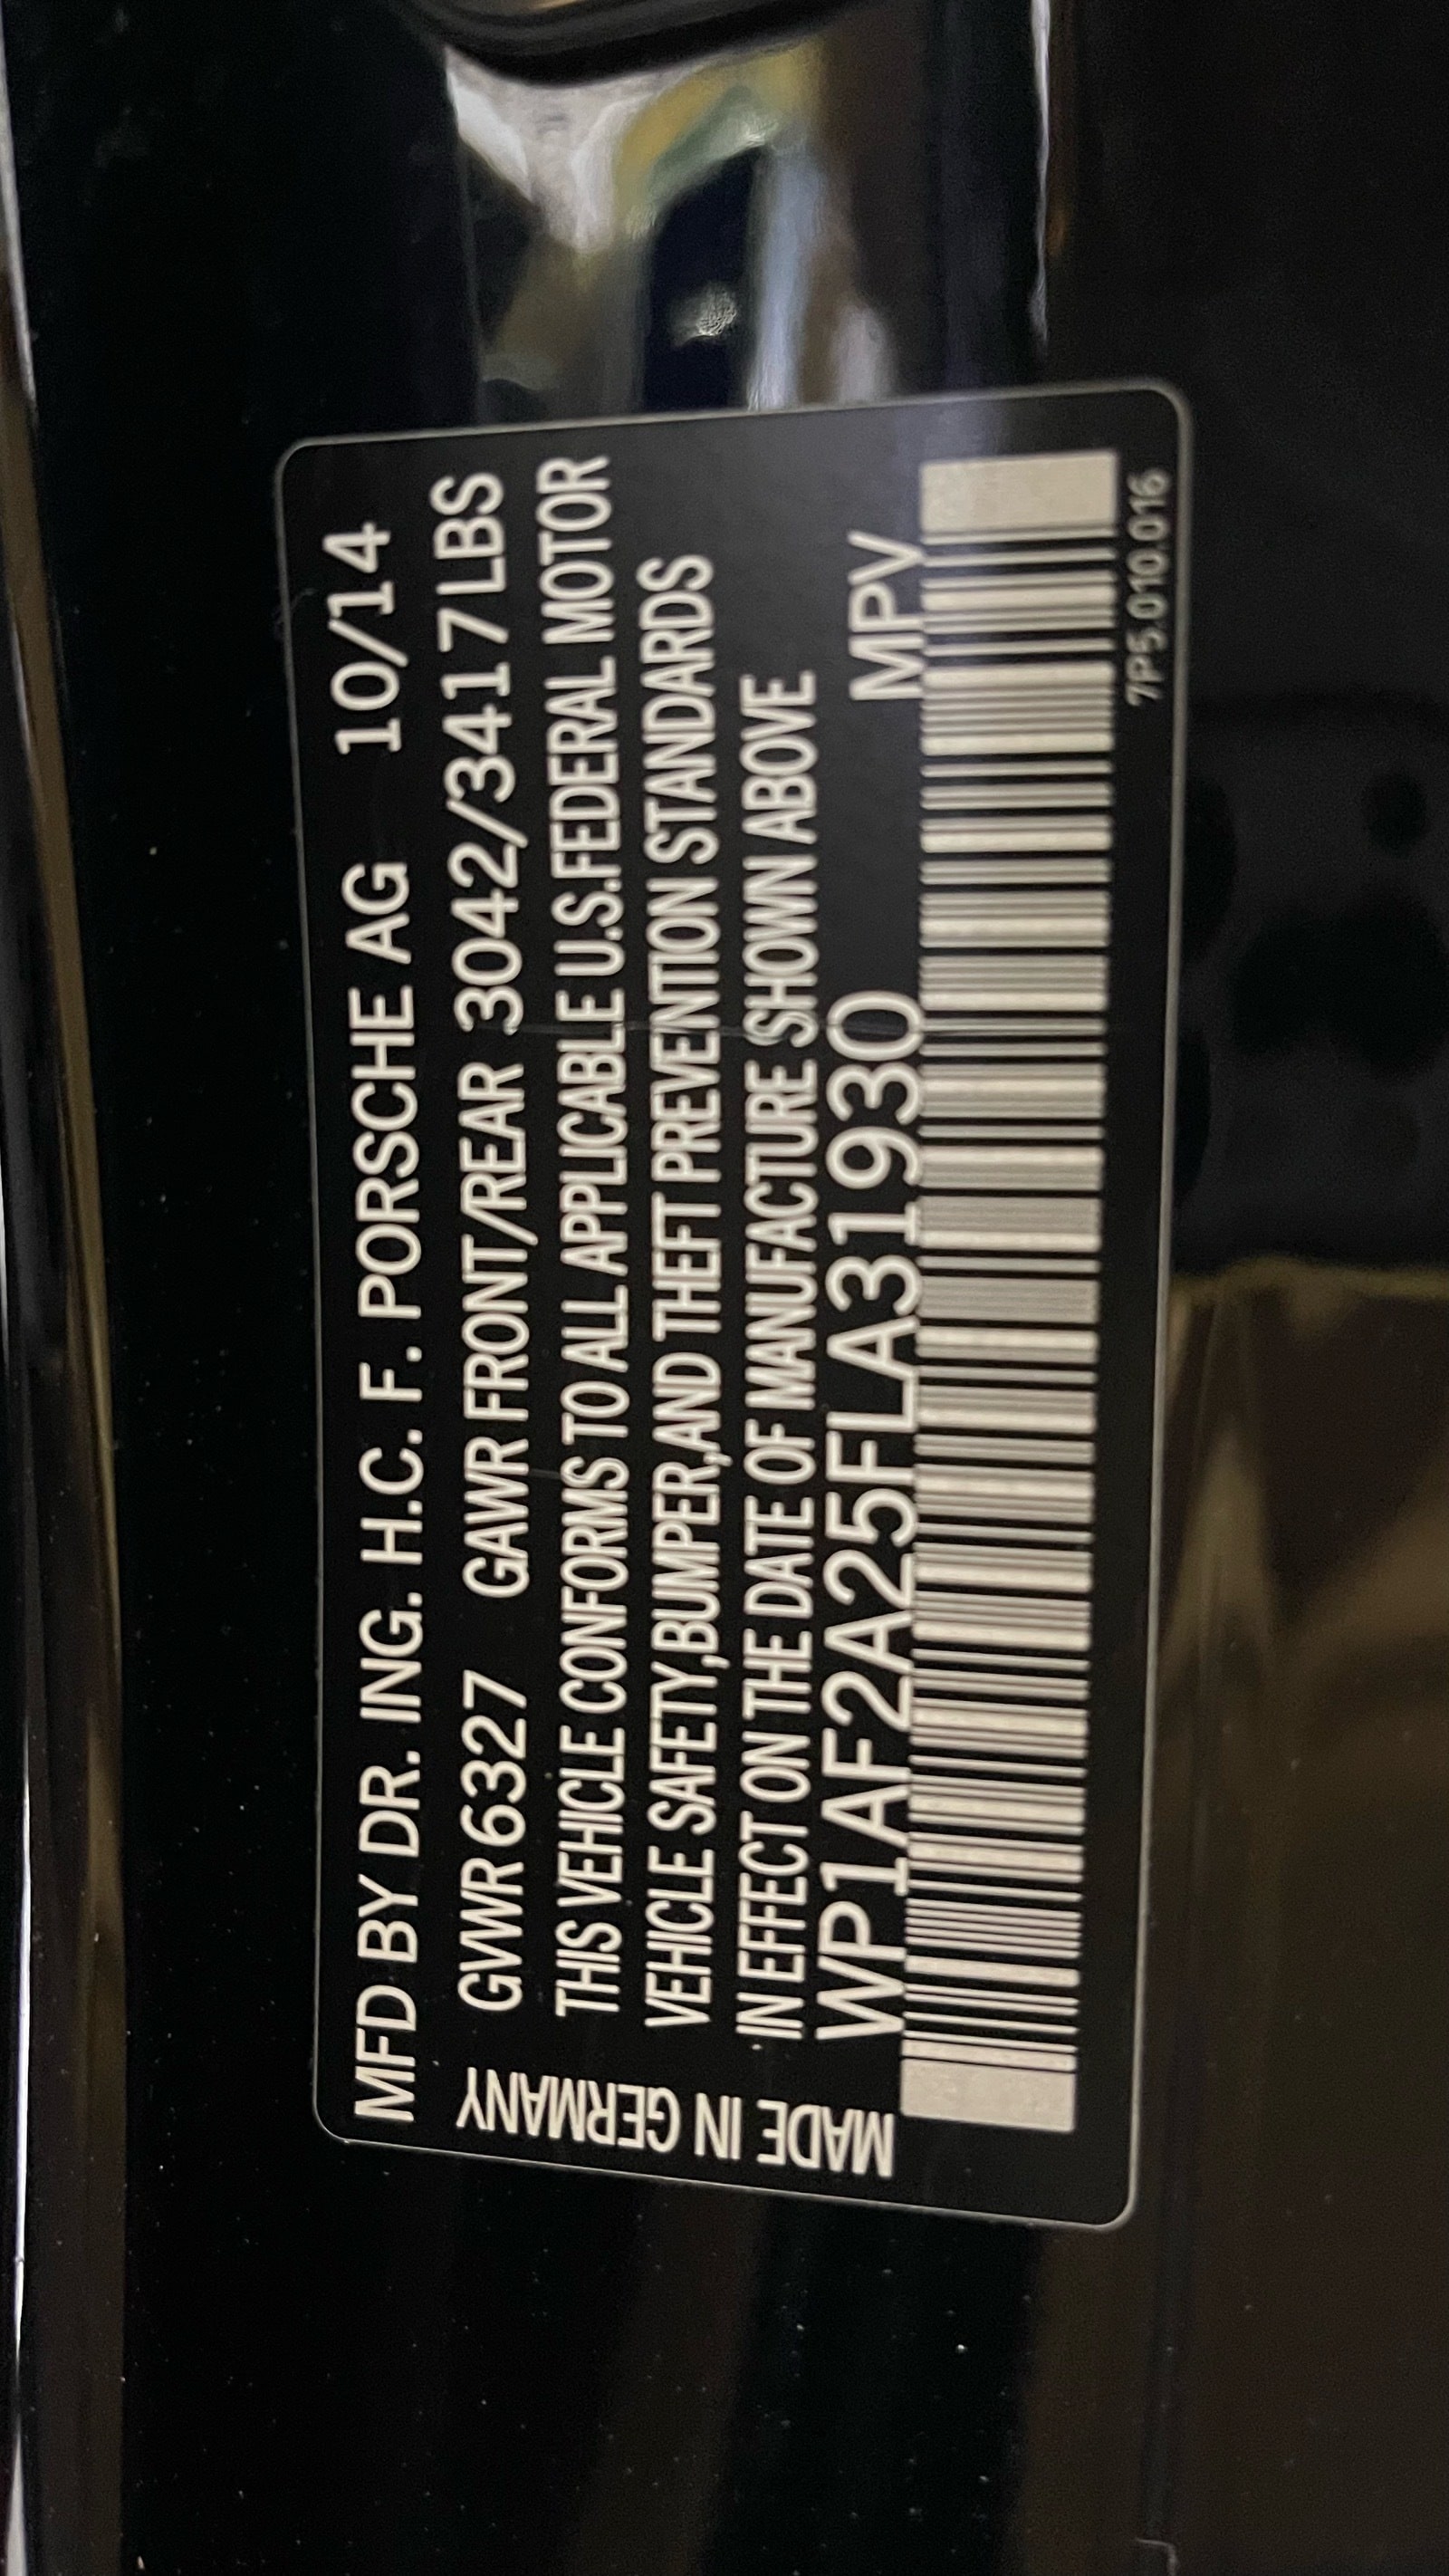 MFD BY DR. ING. H.C. F. PORSCHE AG 10/14
GVWR 6327 GAWR FRONT/REAR 3042/3417 LBS
THIS VEHICLE CONFORMS TO ALL APPLICABLE U.S.FEDERAL MOTOR
VEHICLE SAFETY,BUMPER,AND THEFT PREVENTION STANDARDS
IN EFFECT ON THE DATE OF MANUFACTURE SHOWN ABOVE
WP1AF2A25FLA31930 MPV
MADE IN GERMANY
7P5.010.016